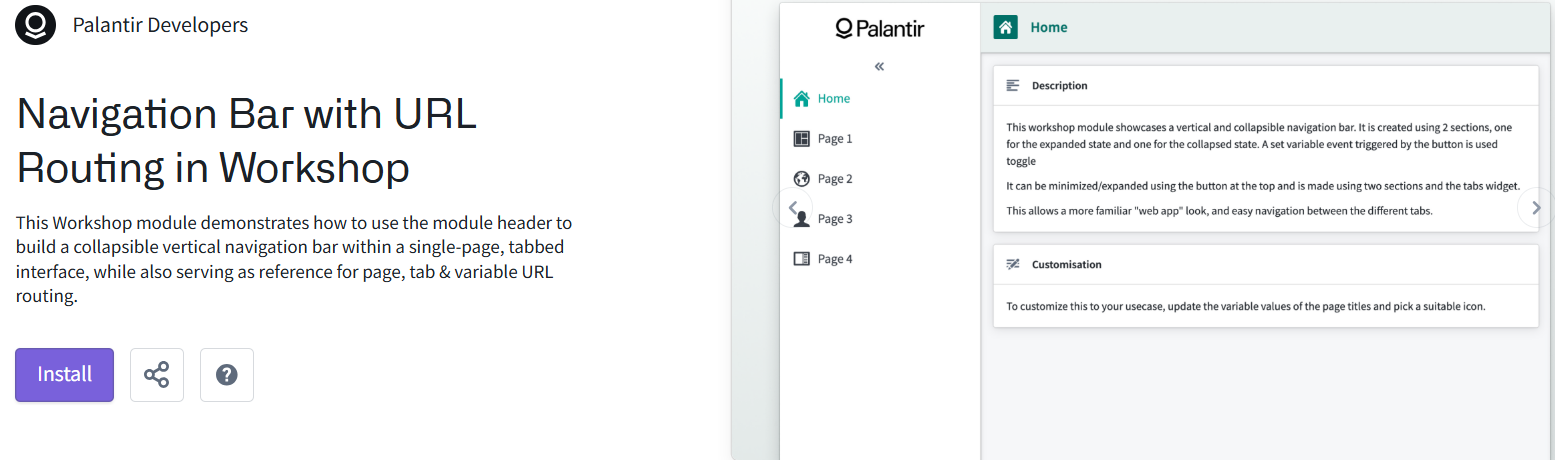 Palantir Developers
Navigation Bar with URL
Routing in Workshop
This Workshop module demonstrates how to use the module header to
build a collapsible vertical navigation bar within a single-page, tabbed
interface, while also serving as reference for page, tab & variable URL
routing.
Install
Palantir
Home
Page 1
Page 2
Page 3
Page 4
Home
Description
This workshop module showcases a vertical and collapsible navigation bar. It is created using 2 sections, one
for the expanded state and one for the collapsed state. A set variable event triggered by the button is used
toggle
It can be minimized/expanded using the button at the top and is made using two sections and the tabs widget.
This allows a more familiar "web app" look, and easy navigation between the different tabs.
Customisation
To customize this to your usecase, update the variable values of the page titles and pick a suitable icon.